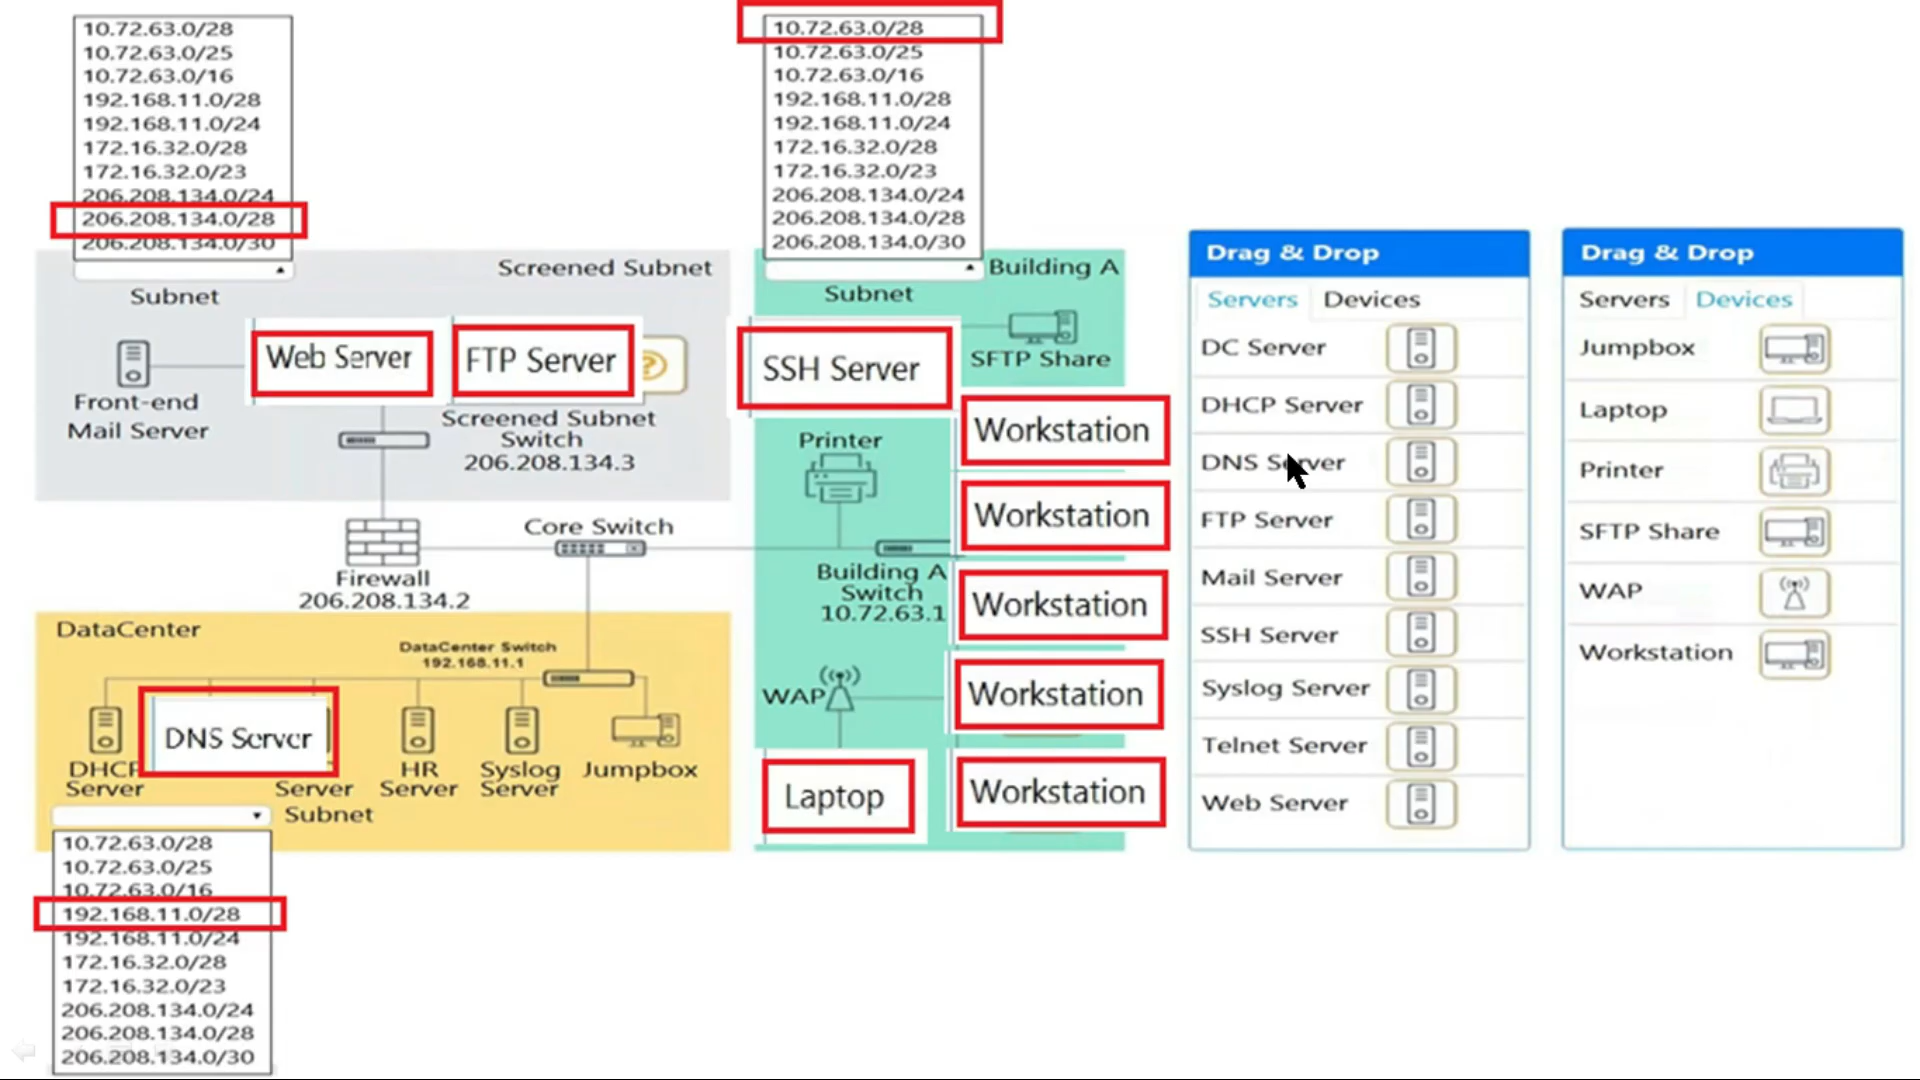 10.72.63.0/28
10.72.63.0/25
10.72.63.0/16
192.168.11.0/28
192.168.11.0/24
172.16.32.0/28
172.16.32.0/23
206.208.134.0/24
206.208.134.0/28
206.208.134.0/30
Subnet
Screened Subnet
Front-end
Mail Server
Web Server
FTP Server
?
Screened Subnet
Switch
206.208.134.3
Firewall
206.208.134.2
Core Switch
10.72.63.0/28
10.72.63.0/25
10.72.63.0/16
192.168.11.0/28
192.168.11.0/24
172.16.32.0/28
172.16.32.0/23
206.208.134.0/24
206.208.134.0/28
206.208.134.0/30
Building A
Subnet
SSH Server
SFTP Share
Printer
Workstation
Workstation
Building A
Switch
10.72.63.1
Workstation
WAP
Workstation
Laptop
Workstation
DataCenter
DataCenter Switch
192.168.11.1
DHCP
Server
DNS Server
Server
HR
Server
Syslog
Server
Jumpbox
Subnet
10.72.63.0/28
10.72.63.0/25
10.72.63.0/16
192.168.11.0/28
192.168.11.0/24
172.16.32.0/28
172.16.32.0/23
206.208.134.0/24
206.208.134.0/28
206.208.134.0/30
Drag & Drop
Servers Devices
DC Server
DHCP Server
DNS Server
FTP Server
Mail Server
SSH Server
Syslog Server
Telnet Server
Web Server
Drag & Drop
Servers Devices
Jumpbox
Laptop
Printer
SFTP Share
WAP
Workstation